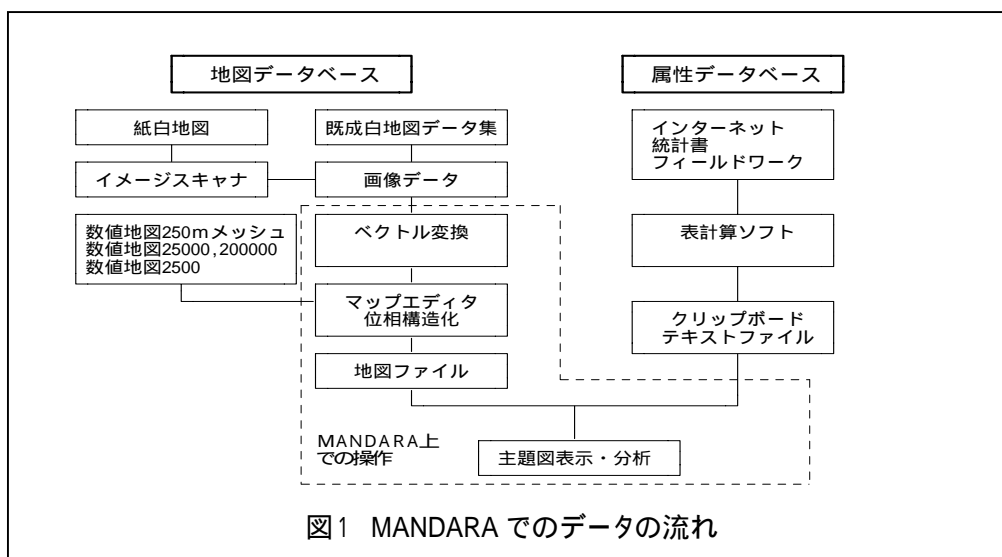 地図データベース
属性データベース
紙白地図
既成白地図データ集
インターネット
統計書
フィールドワーク
イメージスキャナ
画像データ
数値地図250mメッシュ
数値地図25000,200000
数値地図2500
ベクトル変換
表計算ソフト
マップエディタ
位相構造化
クリップボード
テキストファイル
地図ファイル
MANDARA上
での操作
主題図表示・分析
図1 MANDARA でのデータの流れ